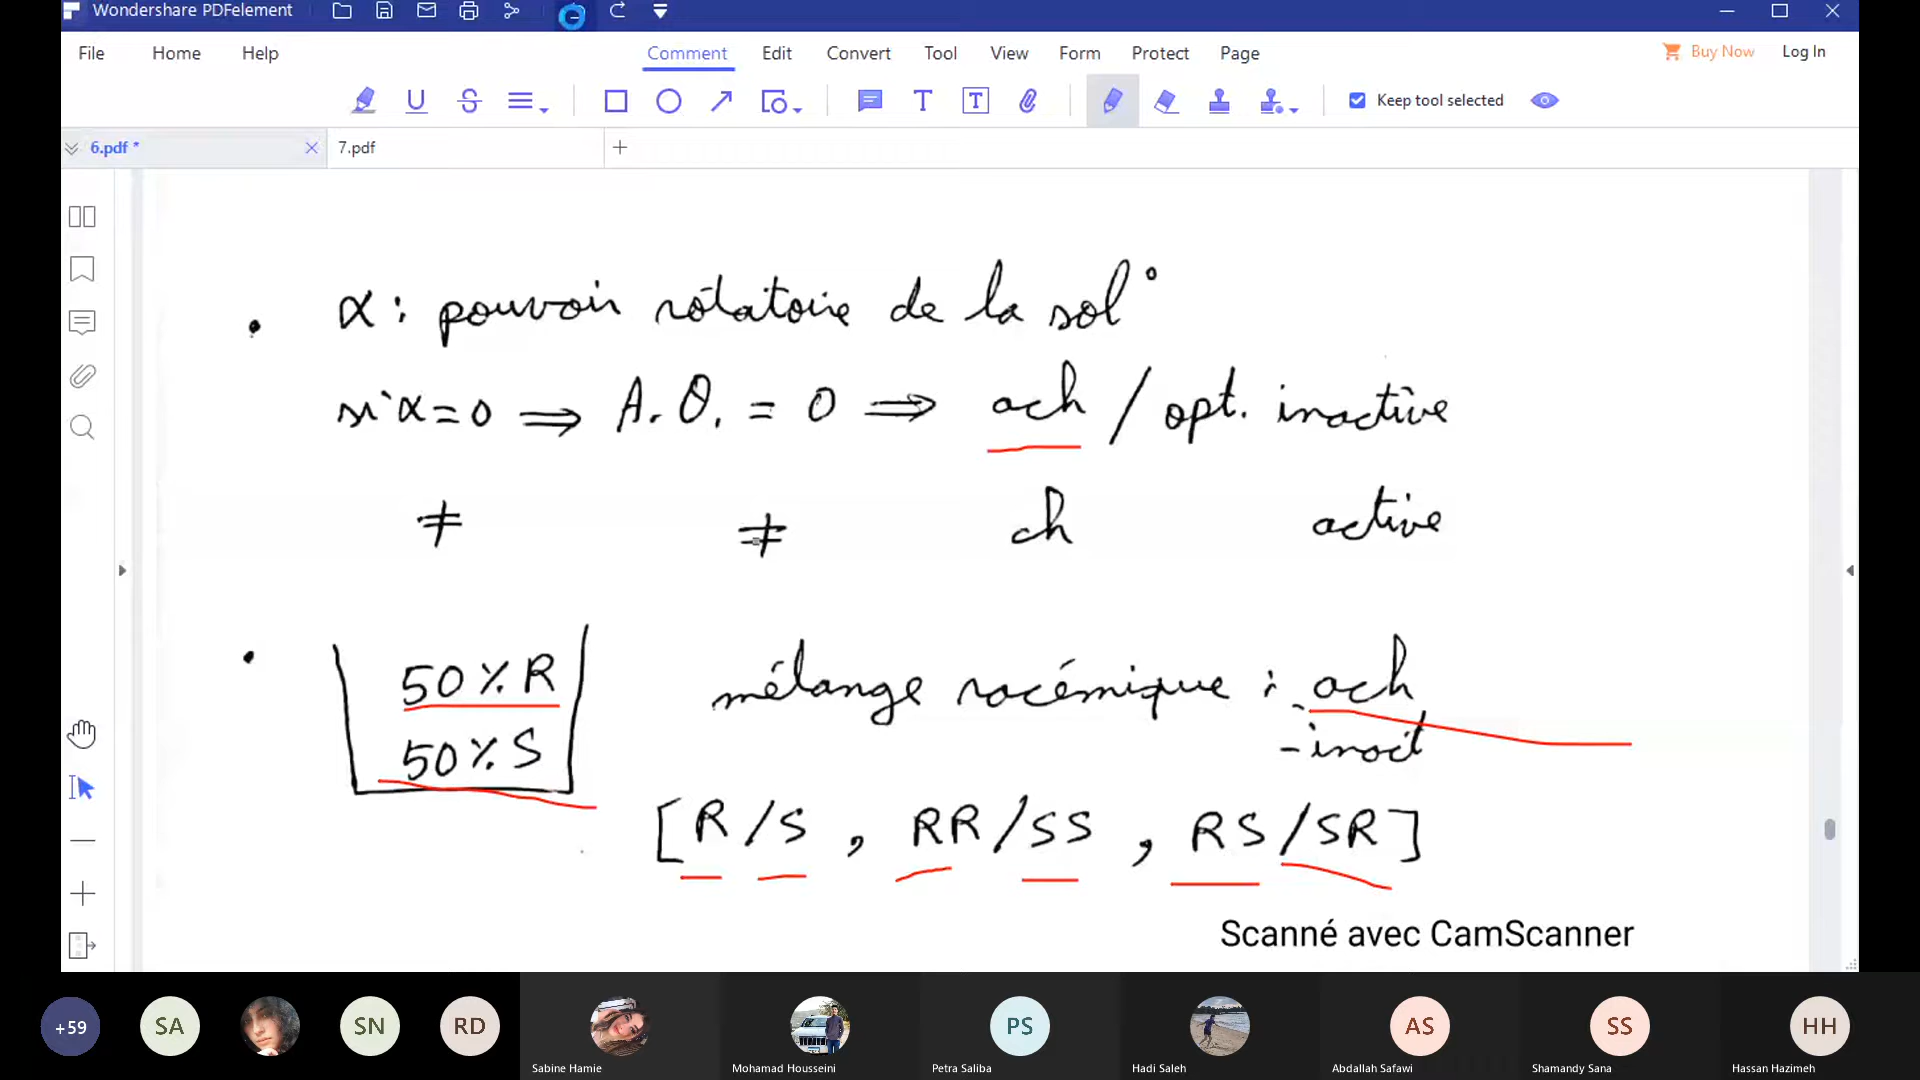 Wondershare PDFelement
File Home Help Comment Edit Convert Tool View Form Protect Page Buy Now Log In
Keep tool selected
6.pdf * 7.pdf
α : pouvoir rotatoire de la sol°
si α = 0 ⇒ A.O. = 0 ⇒ ach / opt. inactive
≠ ≠ ch active
50% R mélange racémique : - ach
50% S - inact
[R/S , RR/SS , RS/SR]
Scanné avec CamScanner
+59 SA SN RD PS AS SS HH
Sabine Hamie Mohamad Housseini Petra Saliba Hadi Saleh Abdallah Safawi Shamandy Sana Hassan Hazimeh